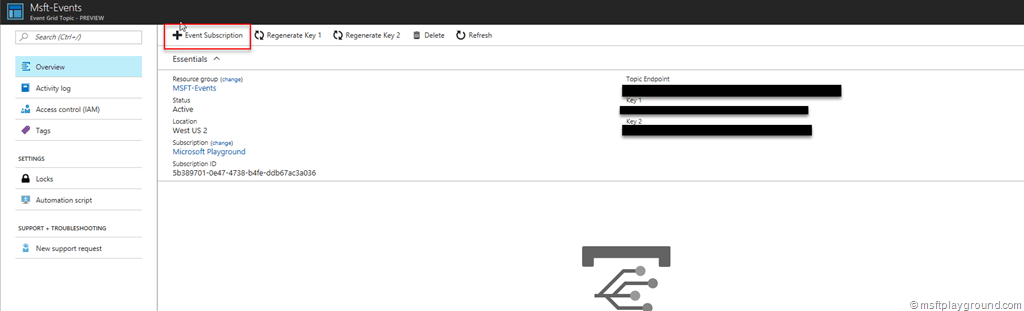 Msft-Events
Event Grid Topic - PREVIEW
Search (Ctrl+/)
Overview
Activity log
Access control (IAM)
Tags
SETTINGS
Locks
Automation script
SUPPORT + TROUBLESHOOTING
New support request
Event Subscription Regenerate Key 1 Regenerate Key 2 Delete Refresh
Essentials
Resource group (change)
MSFT-Events
Status
Active
Location
West US 2
Subscription (change)
Microsoft Playground
Subscription ID
5b389701-0e47-4738-b4fe-ddb67ac3a036
Topic Endpoint
Key 1
Key 2
© msftplayground.com